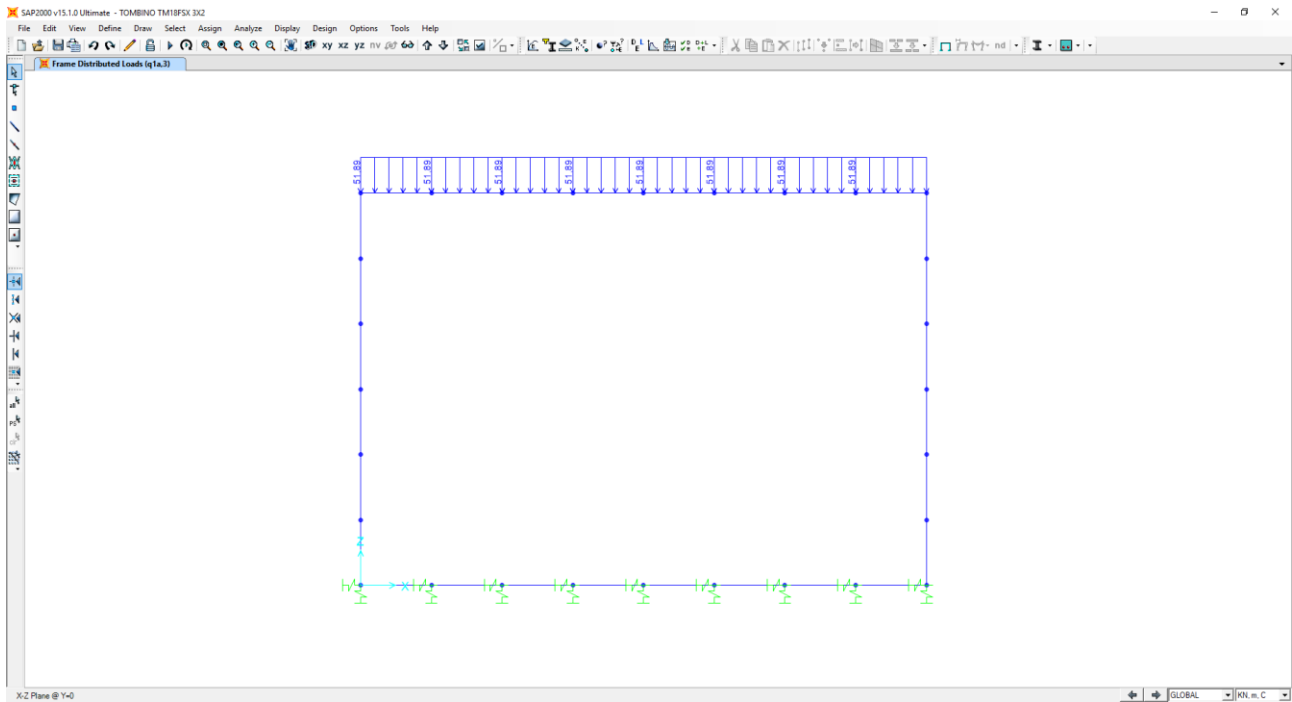 SAP2000 v15.1.0 Ultimate - TOMBINO TM18FSX 3X2
File Edit View Define Draw Select Assign Analyze Display Design Options Tools Help
xy xz yz nv nd
Frame Distributed Loads (q1a,3)
51.89 51.89 51.89 51.89 51.89 51.89 51.89 51.89
Z
X
X-Z Plane @ Y=0
GLOBAL
KN, m, C